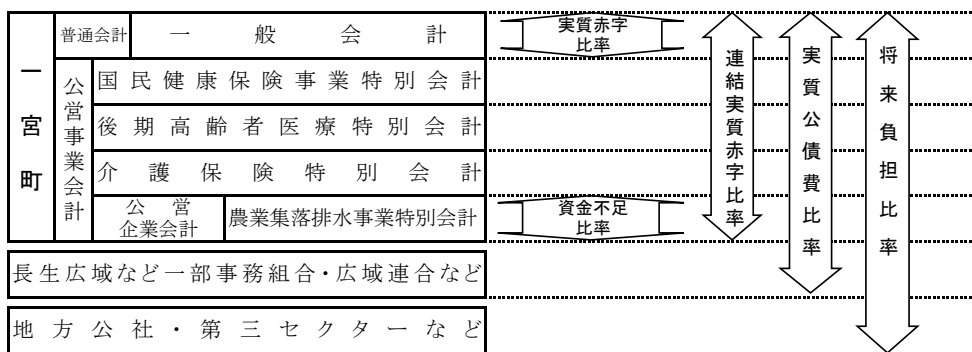 一宮町
普通会計
一般会計
公営事業会計
国民健康保険事業特別会計
後期高齢者医療特別会計
介護保険特別会計
公営
企業会計
農業集落排水事業特別会計
長生広域など一部事務組合・広域連合など
地方公社・第三セクターなど
実質赤字
比率
資金不足
比率
連結実質赤字比率
実質公債費比率
将来負担比率